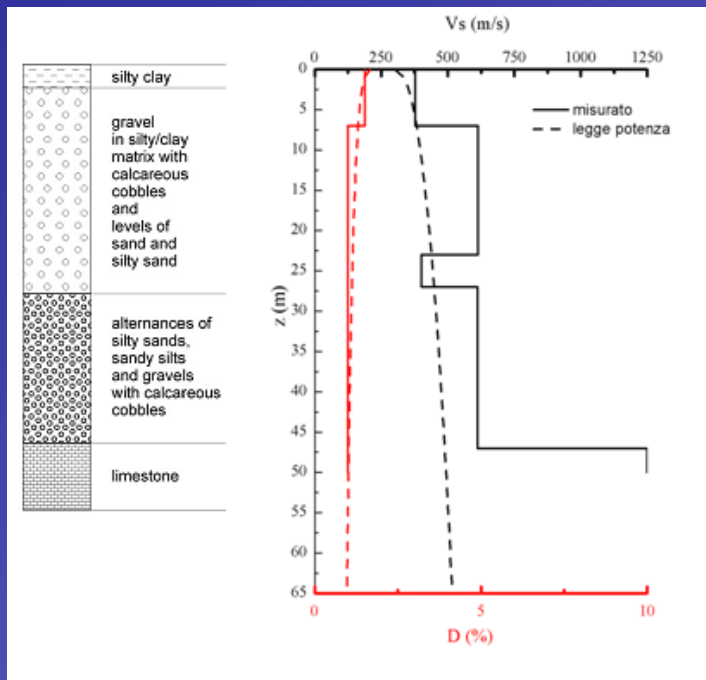 silty clay
gravel
in silty/clay
matrix with
calcareous
cobbles
and
levels of
sand and
silty sand
alternances of
silty sands,
sandy silts
and gravels
with calcareous
cobbles
limestone
Vs (m/s)
0 250 500 750 1000 1250
0
5
10
15
20
25
30
35
40
45
50
55
60
65
z (m)
misurato
legge potenza
0 5 10
D (%)